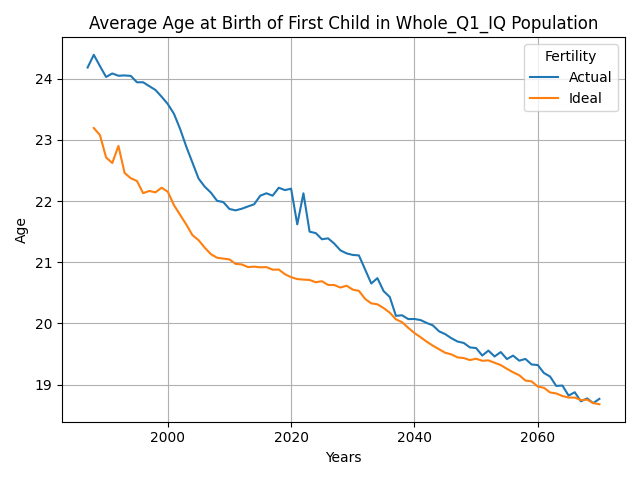 Average Age at Birth of First Child in Whole_Q1_IQ Population
Fertility
Actual
Ideal
Age
24
23
22
21
20
19
2000
2020
2040
2060
Years